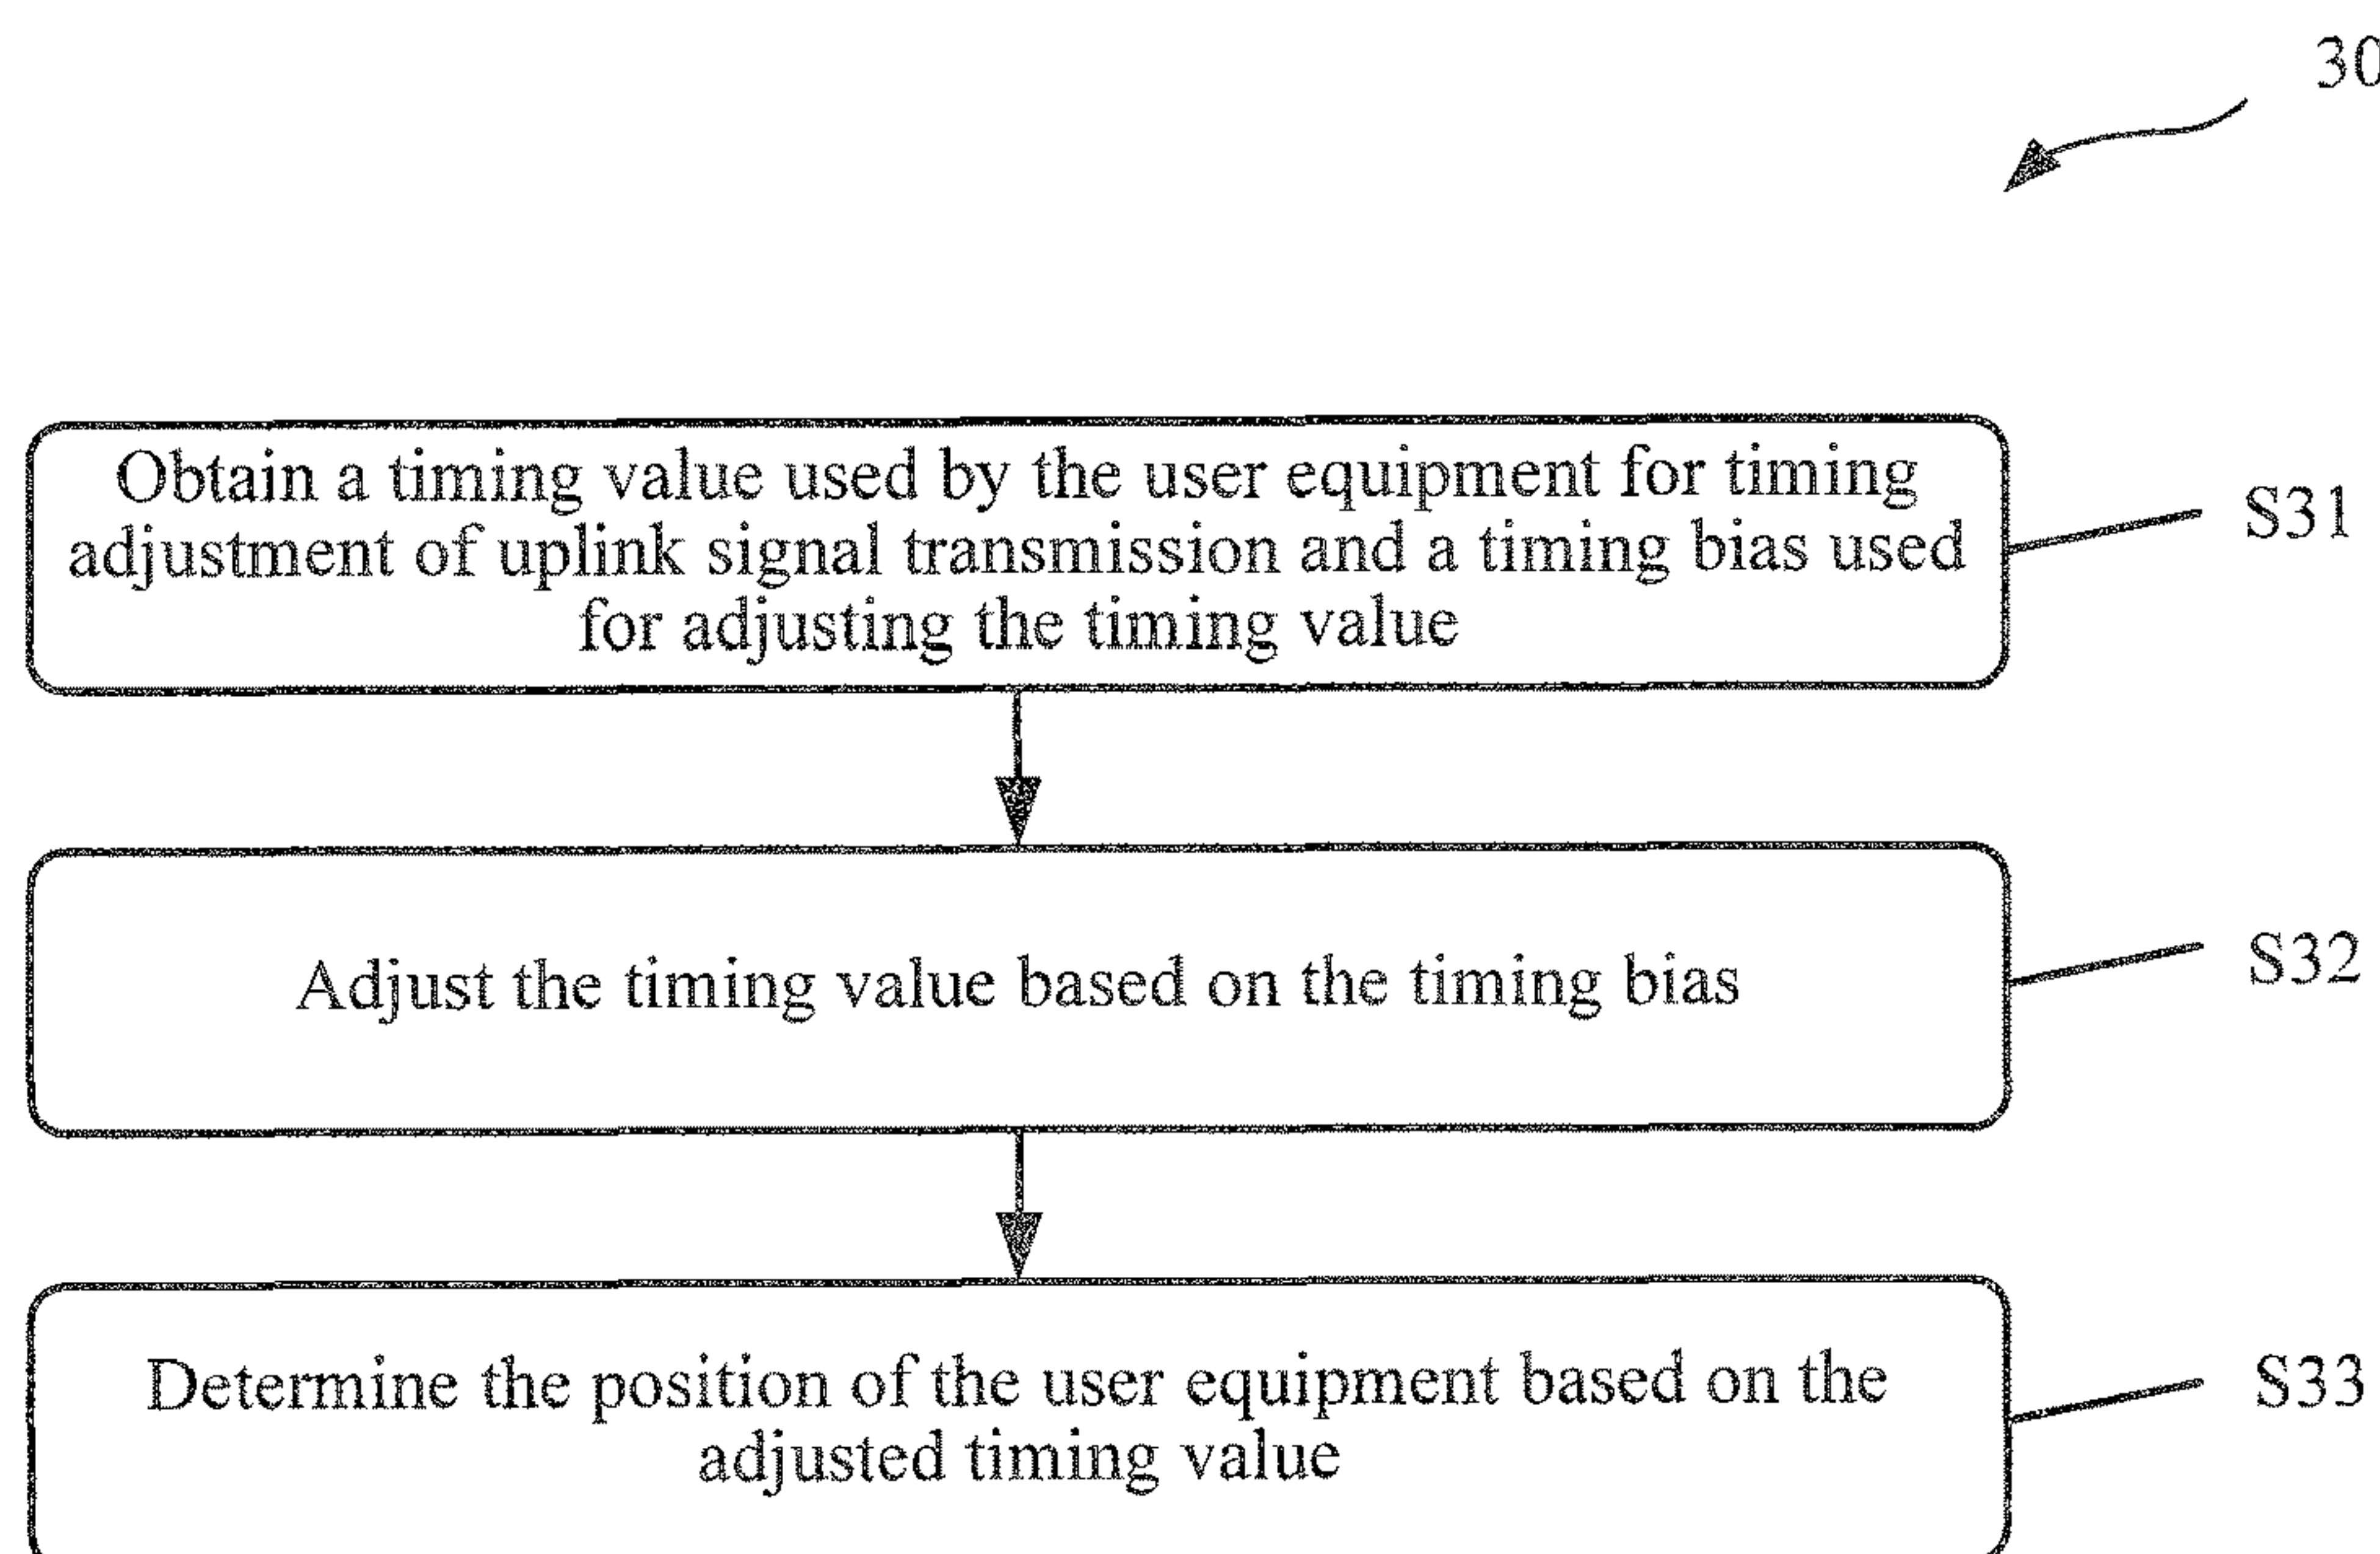 30
Obtain a timing value used by the user equipment for timing
adjustment of uplink signal transmission and a timing bias used
for adjusting the timing value
S31
Adjust the timing value based on the timing bias
S32
Determine the position of the user equipment based on the
adjusted timing value
S33